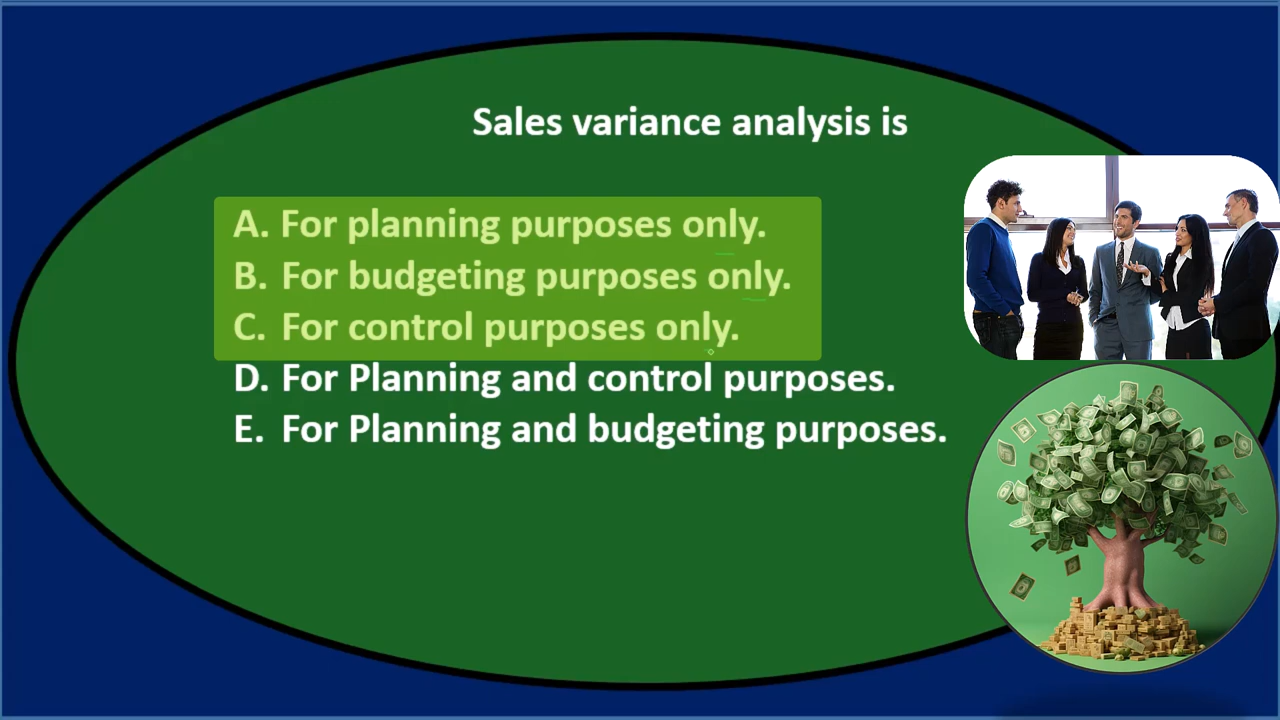 Sales variance analysis is
A. For planning purposes only.
B. For budgeting purposes only.
C. For control purposes only.
D. For Planning and control purposes.
E. For Planning and budgeting purposes.